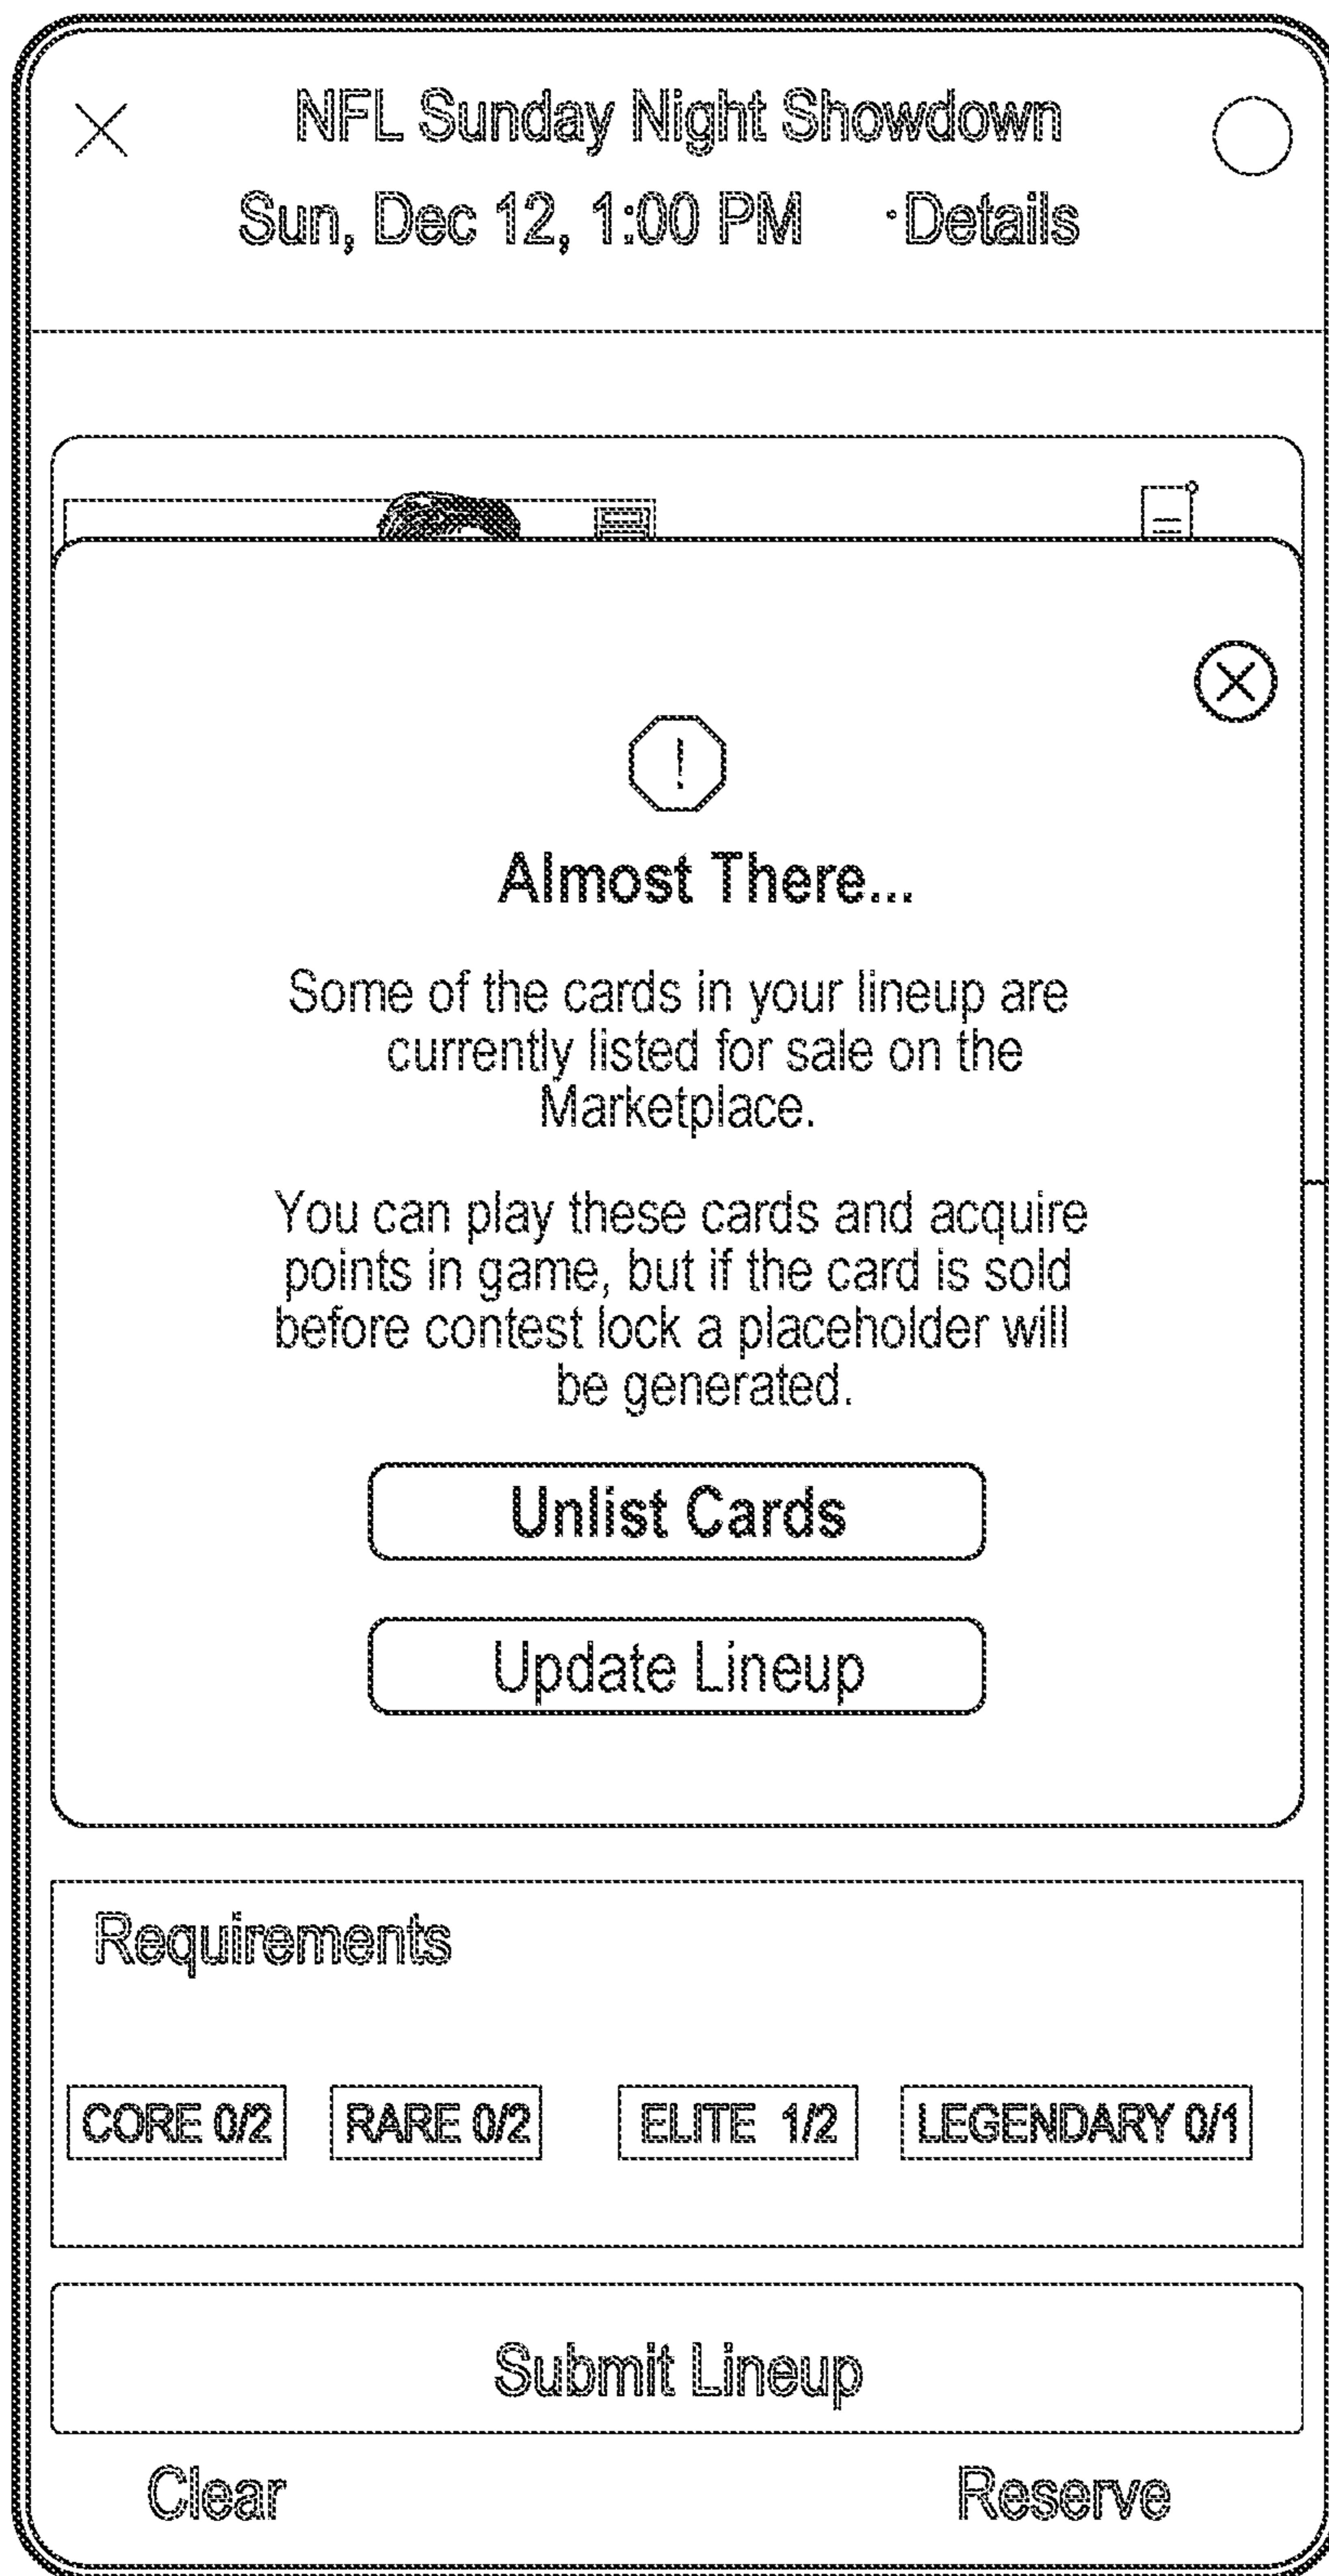 NFL Sunday Night Showdown
Sun, Dec 12, 1:00 PM · Details
!
Almost There...
Some of the cards in your lineup are
currently listed for sale on the
Marketplace.
You can play these cards and acquire
points in game, but if the card is sold
before contest lock a placeholder will
be generated.
Unlist Cards
Update Lineup
Requirements
CORE 0/2 RARE 0/2 ELITE 1/2 LEGENDARY 0/1
Submit Lineup
Clear Reserve